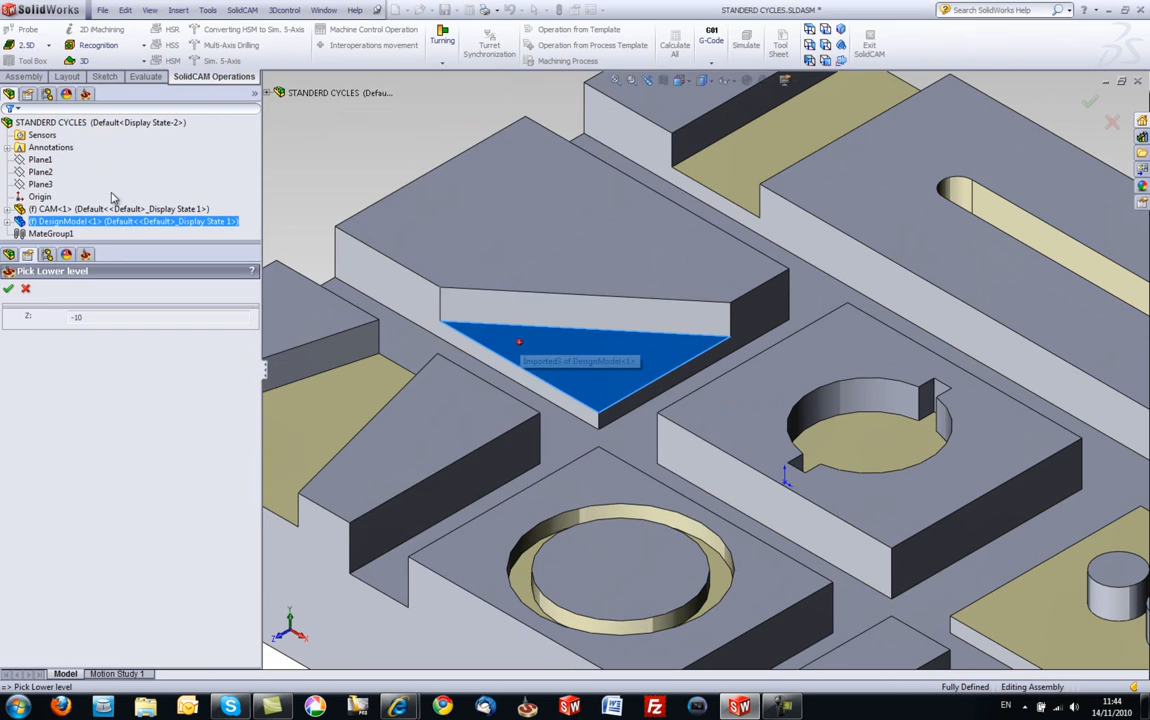 SolidWorks
File Edit View Insert Tools SolidCAM 3Dcontrol Window Help
STANDERD CYCLES.SLDASM *
Search SolidWorks Help
Probe
2D iMachining
HSR
Converting HSM to Sim. 5-Axis
Machine Control Operation
Operation from Template
2.5D
Recognition
HSS
Multi-Axis Drilling
Interoperations movement
Turning
Turret Synchronization
Operation from Process Template
Calculate All
G01
G-Code
Simulate
Tool Sheet
Exit SolidCAM
Tool Box
3D
HSM
Sim. 5-Axis
Machining Process
Assembly Layout Sketch Evaluate SolidCAM Operations
STANDERD CYCLES (Defau...
STANDERD CYCLES (Default<Display State-2>)
Sensors
Annotations
Plane1
Plane2
Plane3
Origin
(f) CAM<1> (Default<<Default>_Display State 1>)
(f) DesignModel<1> (Default<<Default>_Display State 1>)
MateGroup1
Pick Lower level
?
Z: -10
Imported3 of DesignModel<1>
Y
Z
X
Model Motion Study 1
=> Pick Lower level
Fully Defined Editing Assembly
EN
11:44
14/11/2010